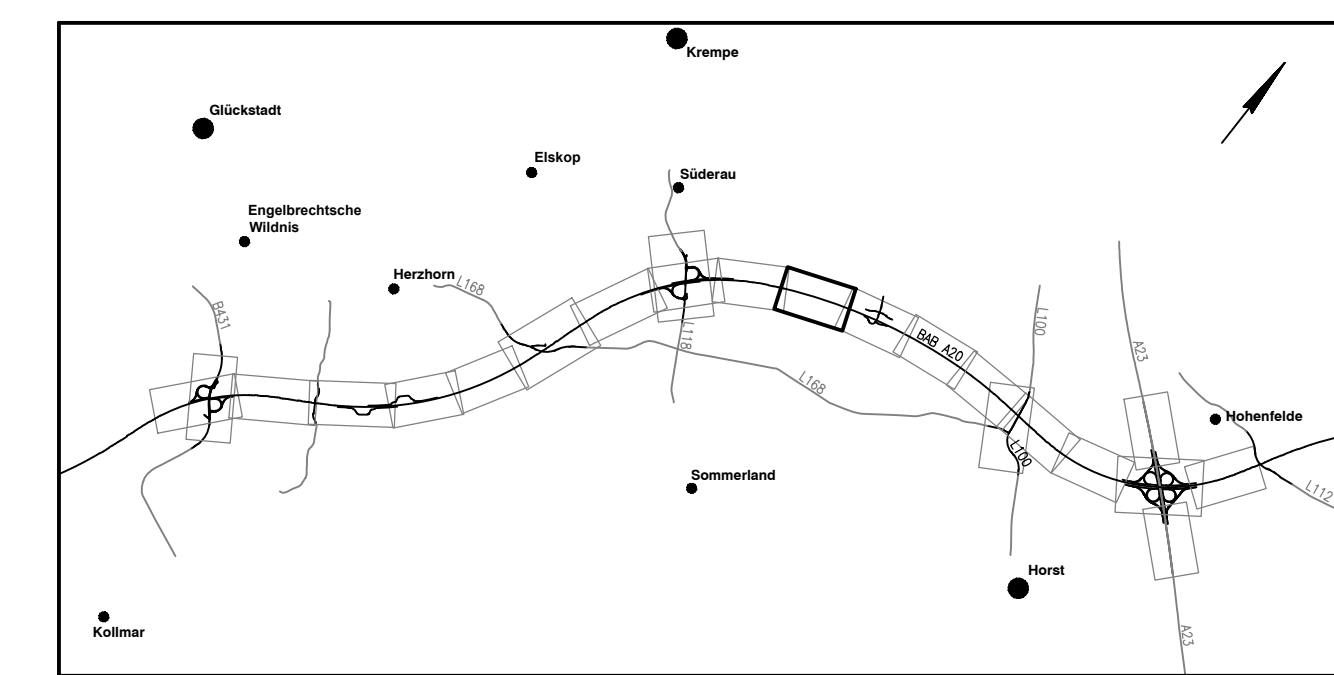 Krempe
Glückstadt
Elskop
Süderau
Engelbrechtsche
Wildnis
Herzhorn
L168
B431
L118
BAB A20
L100
A23
L168
Hohenfelde
L100
Sommerland
L112
Horst
Kollmar
A23